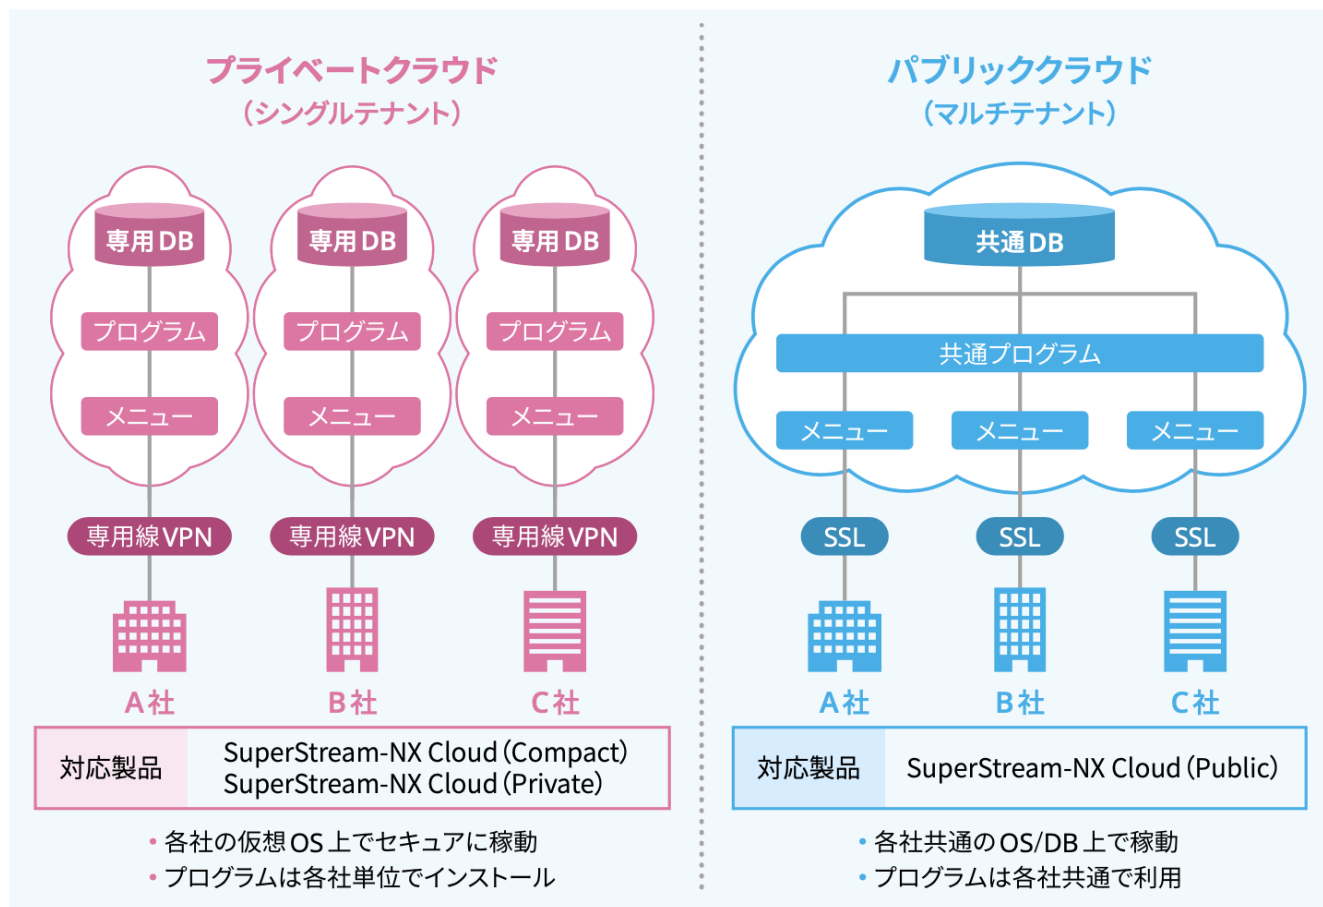 プライベートクラウド
（シングルテナント）
専用DB
専用DB
専用DB
プログラム
プログラム
プログラム
メニュー
メニュー
メニュー
専用線VPN
専用線VPN
専用線VPN
A社
B社
C社
対応製品
SuperStream-NX Cloud（Compact）
SuperStream-NX Cloud（Private）
・各社の仮想OS上でセキュアに稼動
・プログラムは各社単位でインストール
パブリッククラウド
（マルチテナント）
共通DB
共通プログラム
メニュー
メニュー
メニュー
SSL
SSL
SSL
A社
B社
C社
対応製品
SuperStream-NX Cloud（Public）
・各社共通のOS/DB上で稼動
・プログラムは各社共通で利用